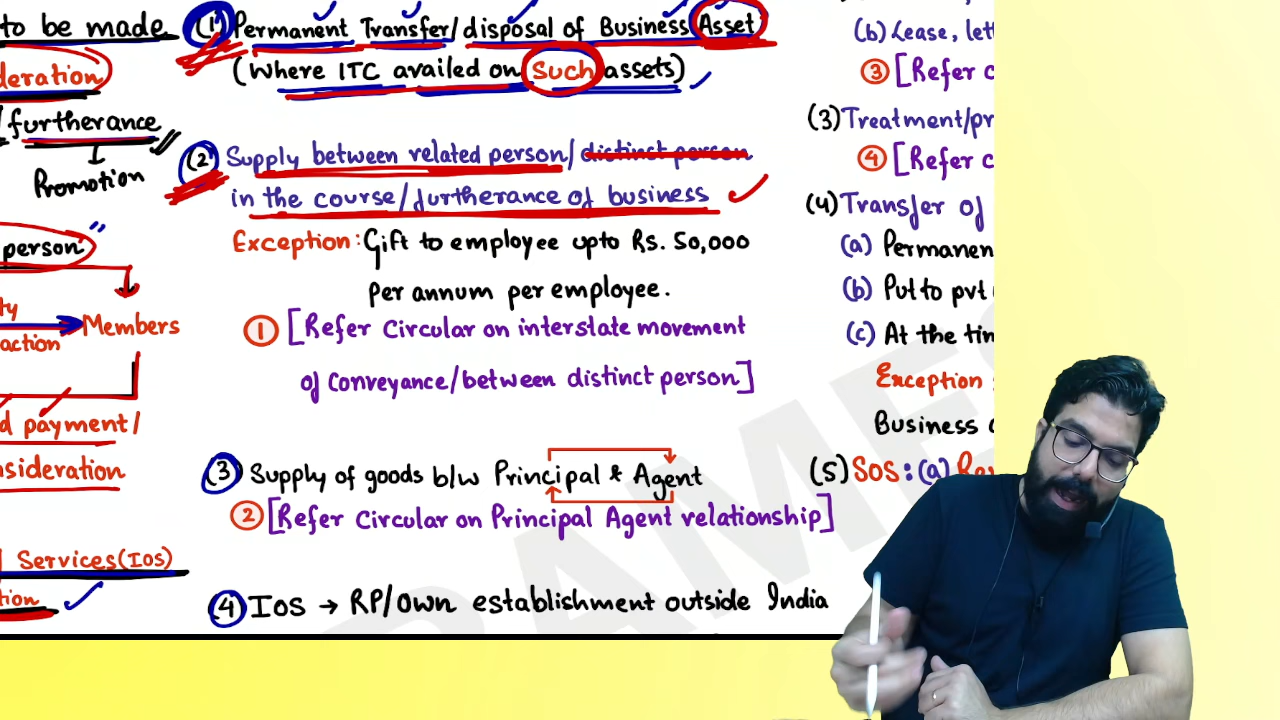 to be made
deration
furtherance
Promotion
person"
ty
action
Members
d payment/
sideration
Services (IOS)
tion
(1) Permanent Transfer/disposal of Business Asset
(Where ITC availed on Such assets)
(2) Supply between related person/distinct person
in the course/furtherance of business
Exception: Gift to employee upto Rs. 50,000
Per annum per employee.
① [Refer Circular on interstate movement
of Conveyance/between distinct person]
(3) Supply of goods b/w Principal & Agent
② [Refer Circular on Principal Agent relationship]
(4) IOS → RP/Own establishment outside India
(b) Lease, lett
③ [Refer c
(3) Treatment/pr
④ [Refer c
(4) Transfer of
(a) Permanen
(b) Put to pvt
(c) At the tim
Exception
Business
(5) SOS: (a)